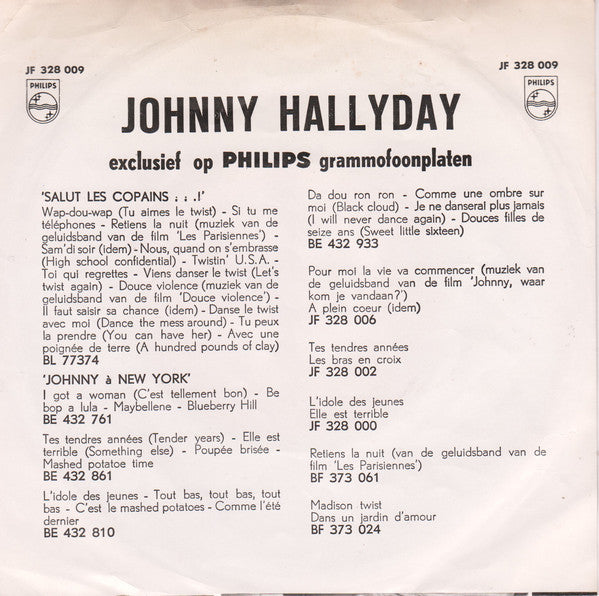 JF 328 009
JF 328 009
PHILIPS
PHILIPS
JOHNNY HALLYDAY
exclusief op PHILIPS grammofoonplaten
'SALUT LES COPAINS . . .!'
Wap-dou-wap (Tu aimes le twist) - Si tu me
téléphones - Retiens la nuit (muziek van de
geluidsband van de film 'Les Parisiennes') -
Sam'di soir (idem) - Nous, quand on s'embrasse
(High school confidential) - Twistin' U.S.A. -
Toi qui regrettes - Viens danser le twist (Let's
twist again) - Douce violence (muziek van de
geluidsband van de film 'Douce violence') -
Il faut saisir sa chance (idem) - Danse le twist
avec moi (Dance the mess around) - Tu peux
la prendre (You can have her) - Avec une
poignée de terre (A hundred pounds of clay)
BL 77374
'JOHNNY à NEW YORK'
I got a woman (C'est tellement bon) - Be
bop a lula - Maybellene - Blueberry Hill
BE 432 761
Tes tendres années (Tender years) - Elle est
terrible (Something else) - Poupée brisée -
Mashed potatoe time
BE 432 861
L'idole des jeunes - Tout bas, tout bas, tout
bas - C'est le mashed potatoes - Comme l'été
dernier
BE 432 810
Da dou ron ron - Comme une ombre sur
moi (Black cloud) - Je ne danserai plus jamais
(I will never dance again) - Douces filles de
seize ans (Sweet little sixteen)
BE 432 933
Pour moi la vie va commencer (muziek van
de geluidsband van de film 'Johnny, waar
kom je vandaan?')
A plein coeur (idem)
JF 328 006
Tes tendres années
Les bras en croix
JF 328 002
L'idole des jeunes
Elle est terrible
JF 328 000
Retiens la nuit (van de geluidsband van de
film 'Les Parisiennes')
BF 373 061
Madison twist
Dans un jardin d'amour
BF 373 024